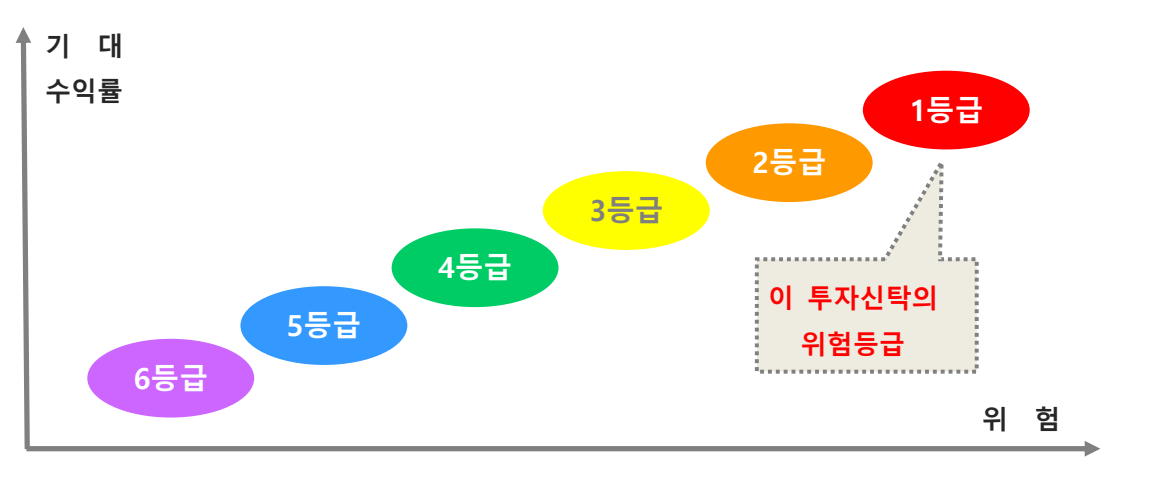 기 대
수익률
1등급
2등급
3등급
4등급
5등급
6등급
이 투자신탁의
위험등급
위 험